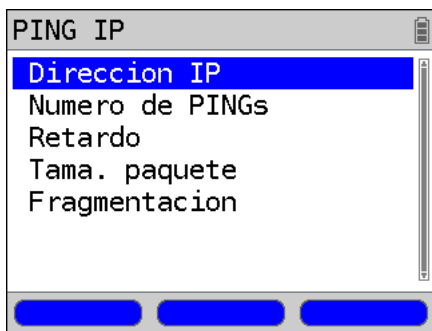 PING IP
Direccion IP
Numero de PINGs
Retardo
Tama. paquete
Fragmentacion